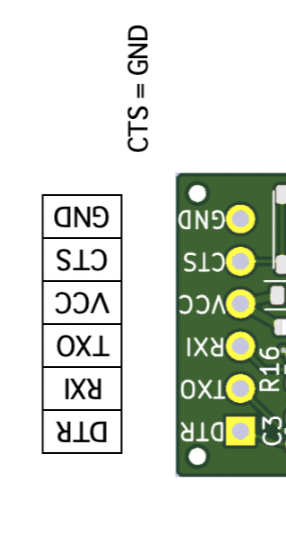 CTS = GND
GND
CTS
VCC
TXO
RXI
DTR
GND
CTS
VCC
RXI
TXO
DTR
R16
C3